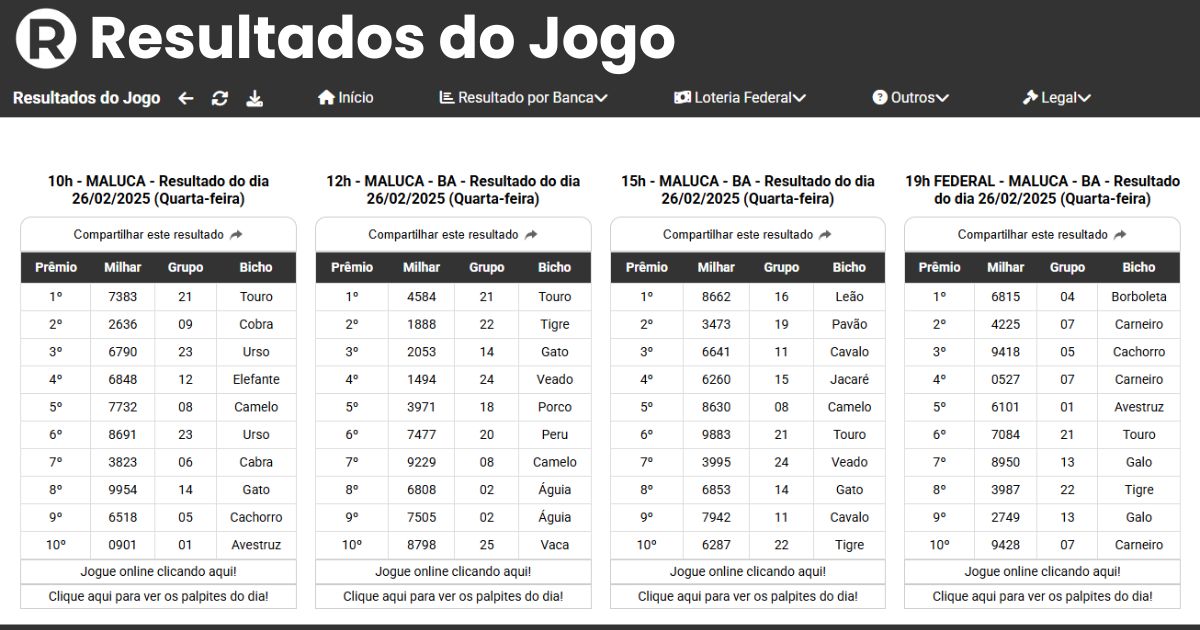 R Resultados do Jogo
Resultados do Jogo Início Resultado por Banca Loteria Federal Outros Legal
10h - MALUCA - Resultado do dia
26/02/2025 (Quarta-feira)
Compartilhar este resultado
Prêmio Milhar Grupo Bicho
1º 7383 21 Touro
2º 2636 09 Cobra
3º 6790 23 Urso
4º 6848 12 Elefante
5º 7732 08 Camelo
6º 8691 23 Urso
7º 3823 06 Cabra
8º 9954 14 Gato
9º 6518 05 Cachorro
10º 0901 01 Avestruz
Jogue online clicando aqui!
Clique aqui para ver os palpites do dia!
12h - MALUCA - BA - Resultado do dia
26/02/2025 (Quarta-feira)
Compartilhar este resultado
Prêmio Milhar Grupo Bicho
1º 4584 21 Touro
2º 1888 22 Tigre
3º 2053 14 Gato
4º 1494 24 Veado
5º 3971 18 Porco
6º 7477 20 Peru
7º 9229 08 Camelo
8º 6808 02 Águia
9º 7505 02 Águia
10º 8798 25 Vaca
Jogue online clicando aqui!
Clique aqui para ver os palpites do dia!
15h - MALUCA - BA - Resultado do dia
26/02/2025 (Quarta-feira)
Compartilhar este resultado
Prêmio Milhar Grupo Bicho
1º 8662 16 Leão
2º 3473 19 Pavão
3º 6641 11 Cavalo
4º 6260 15 Jacaré
5º 8630 08 Camelo
6º 9883 21 Touro
7º 3995 24 Veado
8º 6853 14 Gato
9º 7942 11 Cavalo
10º 6287 22 Tigre
Jogue online clicando aqui!
Clique aqui para ver os palpites do dia!
19h FEDERAL - MALUCA - BA - Resultado
do dia 26/02/2025 (Quarta-feira)
Compartilhar este resultado
Prêmio Milhar Grupo Bicho
1º 6815 04 Borboleta
2º 4225 07 Carneiro
3º 9418 05 Cachorro
4º 0527 07 Carneiro
5º 6101 01 Avestruz
6º 7084 21 Touro
7º 8950 13 Galo
8º 3987 22 Tigre
9º 2749 13 Galo
10º 9428 07 Carneiro
Jogue online clicando aqui!
Clique aqui para ver os palpites do dia!